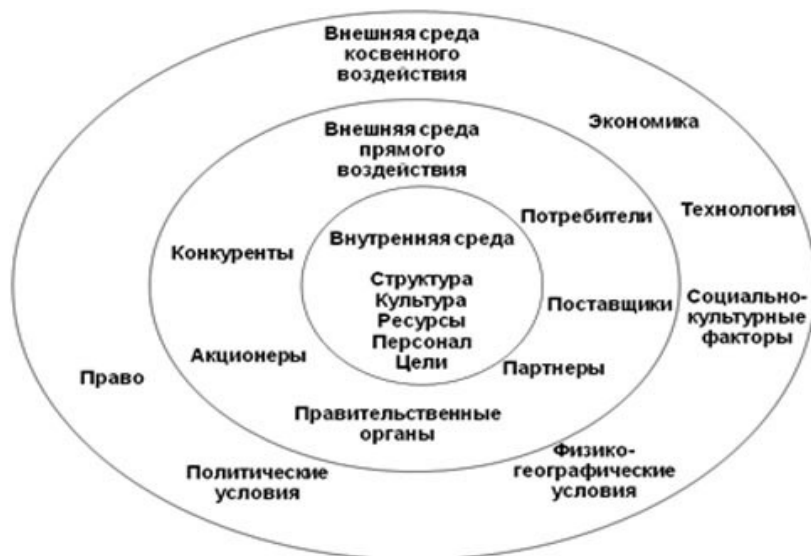 Внешняя среда
косвенного
воздействия
Экономика
Внешняя среда
прямого
воздействия
Потребители
Технология
Конкуренты
Внутренняя среда
Структура
Культура
Ресурсы
Персонал
Цели
Поставщики
Социально-
культурные
факторы
Акционеры
Партнеры
Право
Правительственные
органы
Политические
условия
Физико-
географические
условия